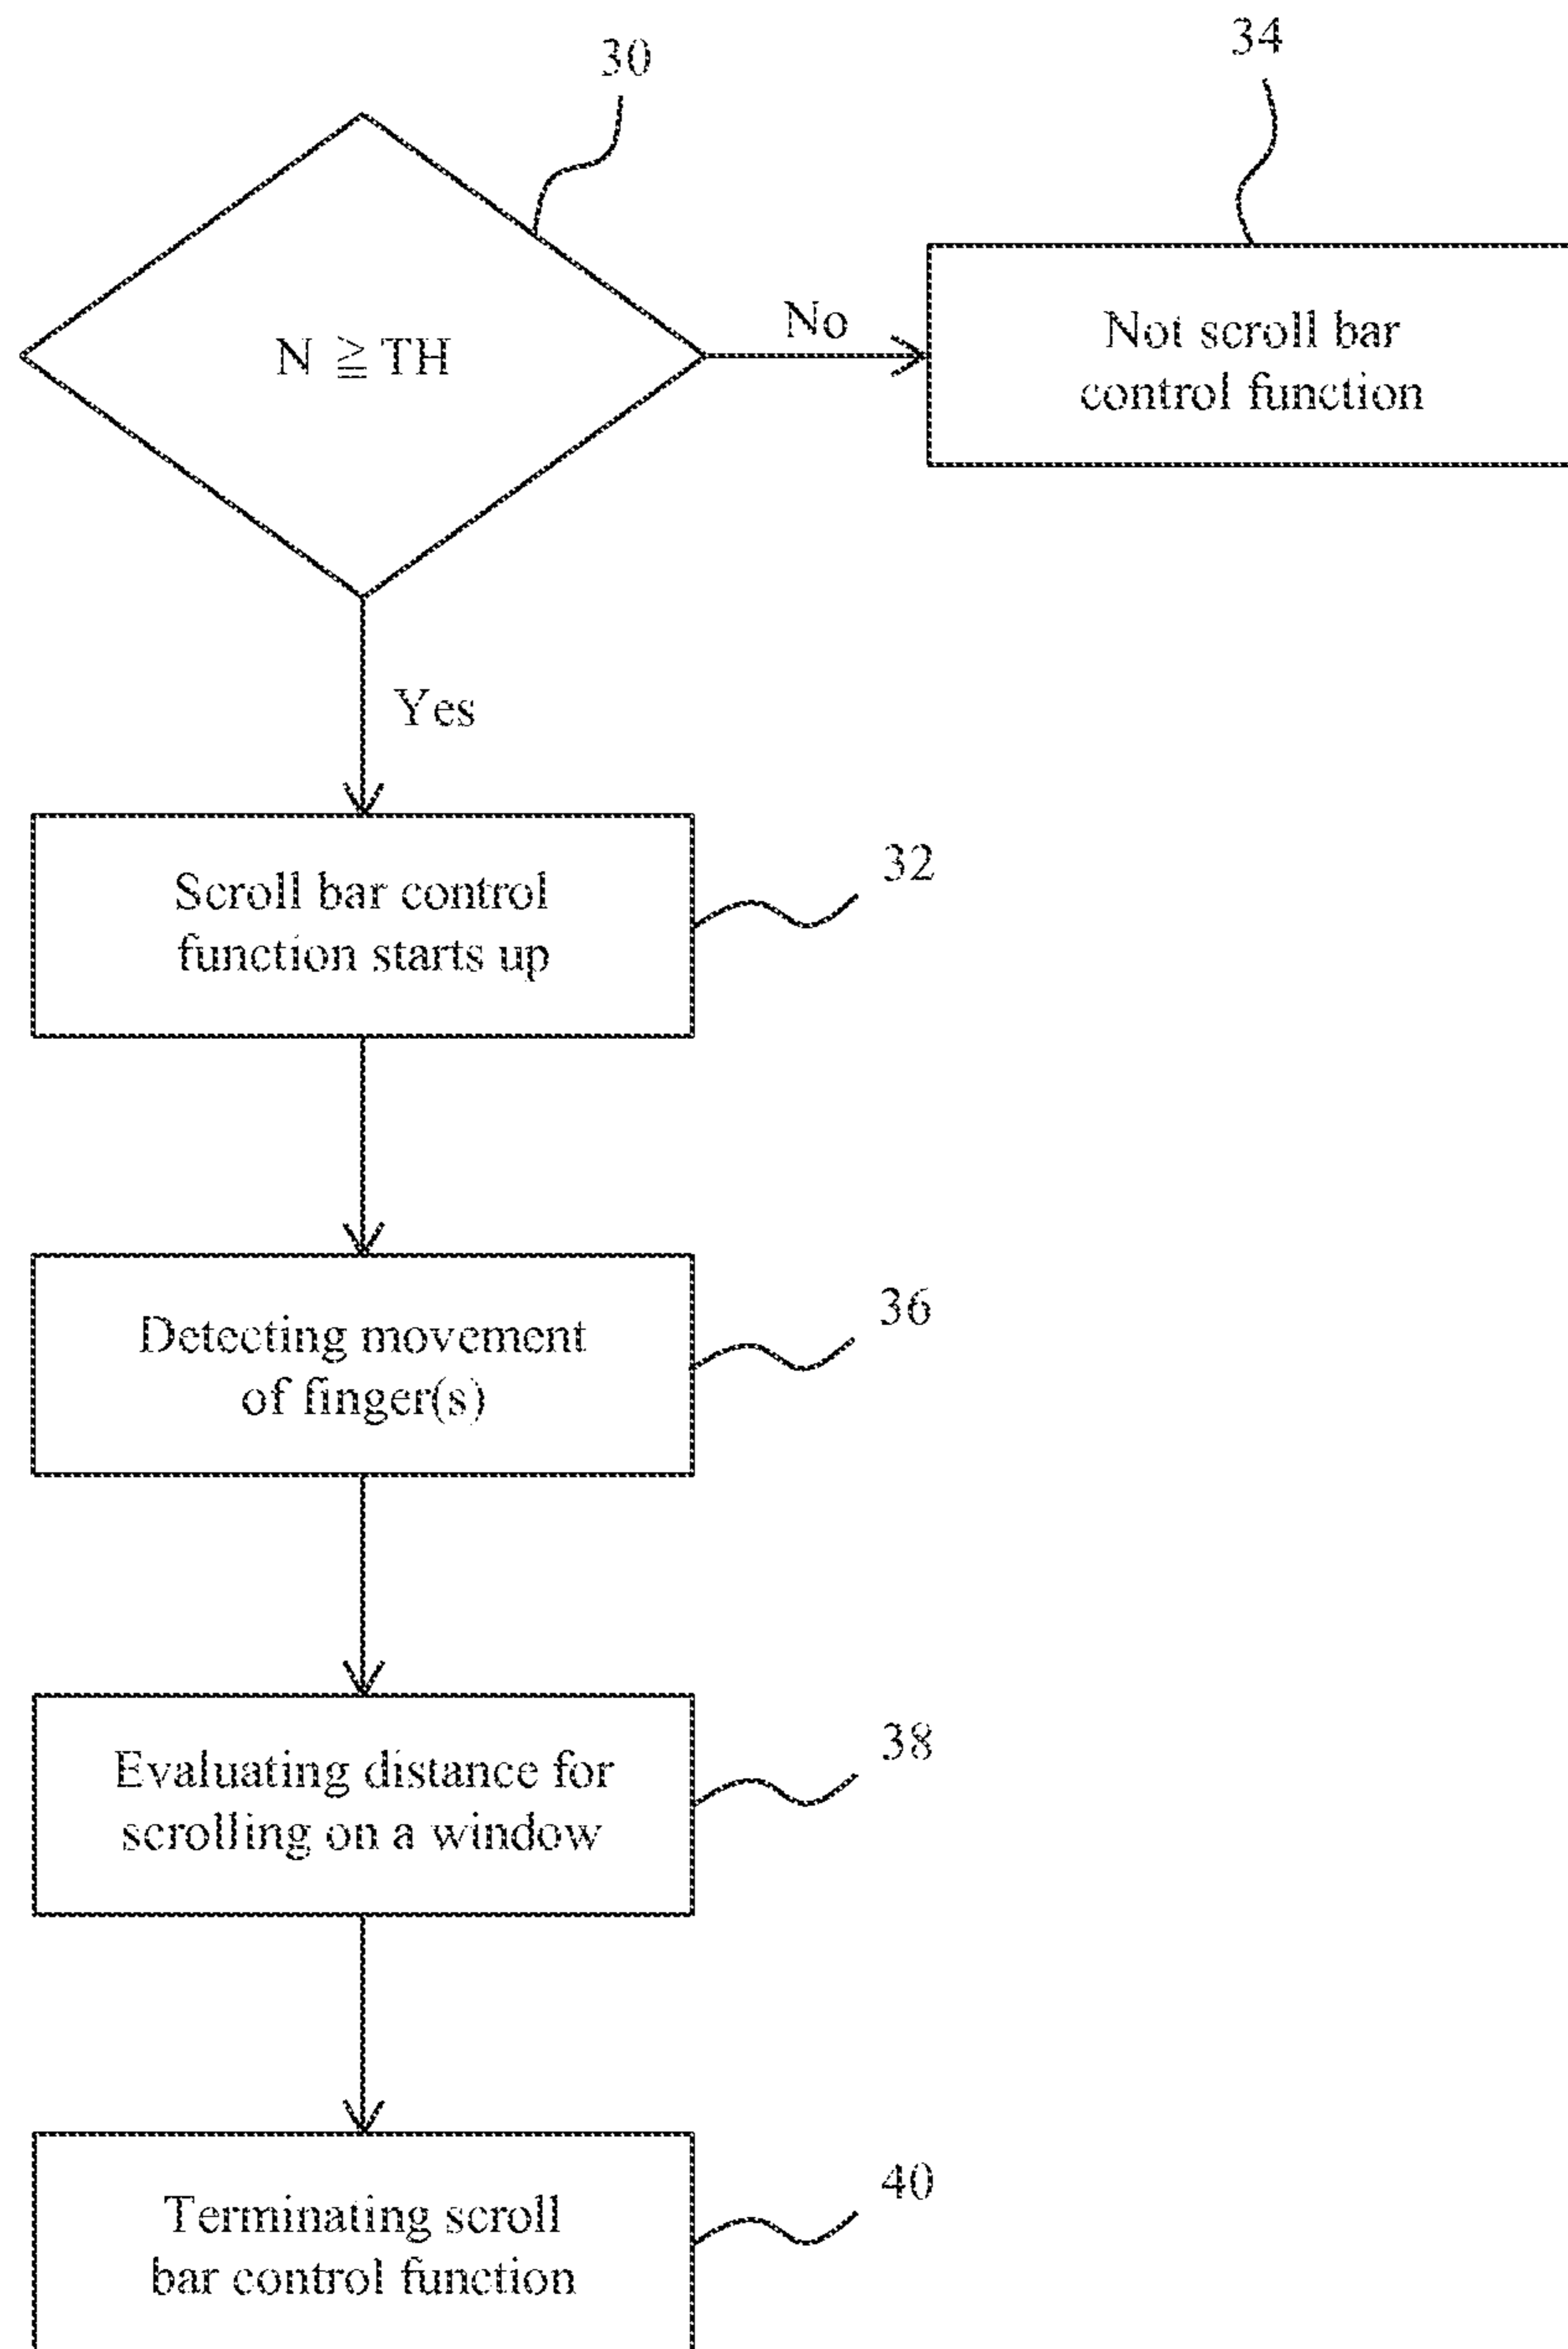 30
34
N ≧ TH
No
Not scroll bar
control function
Yes
Scroll bar control
function starts up
32
Detecting movement
of finger(s)
36
Evaluating distance for
scrolling on a window
38
Terminating scroll
bar control function
40